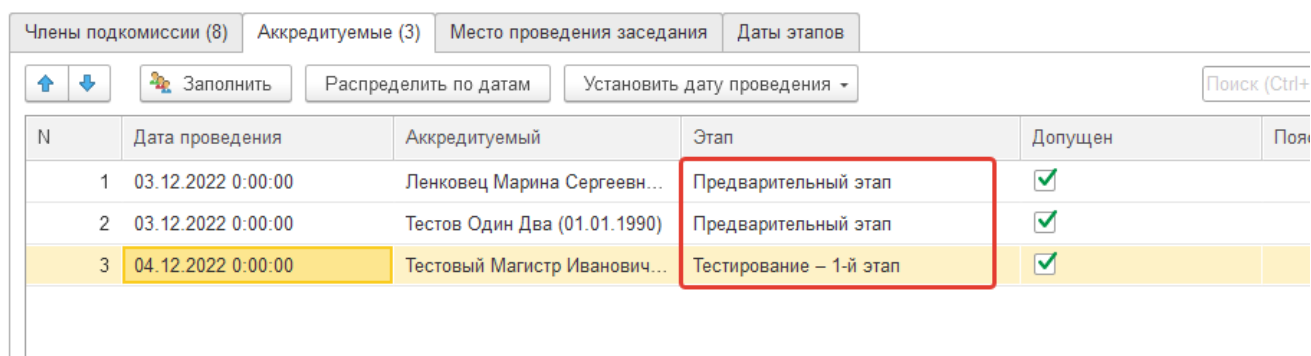 Члены подкомиссии (8) Аккредитуемые (3) Место проведения заседания Даты этапов
Заполнить Распределить по датам Установить дату проведения Поиск (Ctrl+
N Дата проведения Аккредитуемый Этап Допущен Поя
1 03.12.2022 0:00:00 Ленковец Марина Сергеевн... Предварительный этап
2 03.12.2022 0:00:00 Тестов Один Два (01.01.1990) Предварительный этап
3 04.12.2022 0:00:00 Тестовый Магистр Иванович... Тестирование – 1-й этап